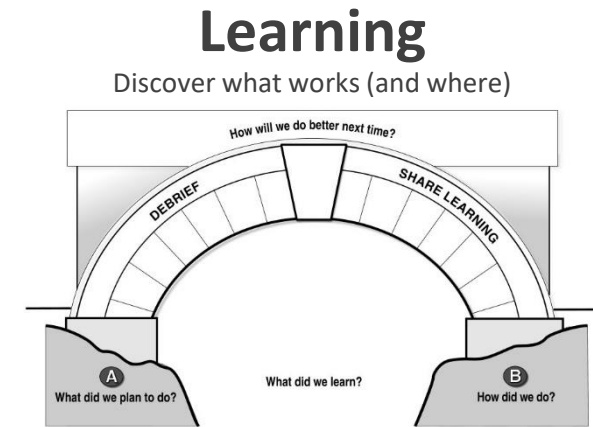 Learning
Discover what works (and where)
How will we do better next time?
DEBRIEF
SHARE LEARNING
A
What did we plan to do?
What did we learn?
B
How did we do?